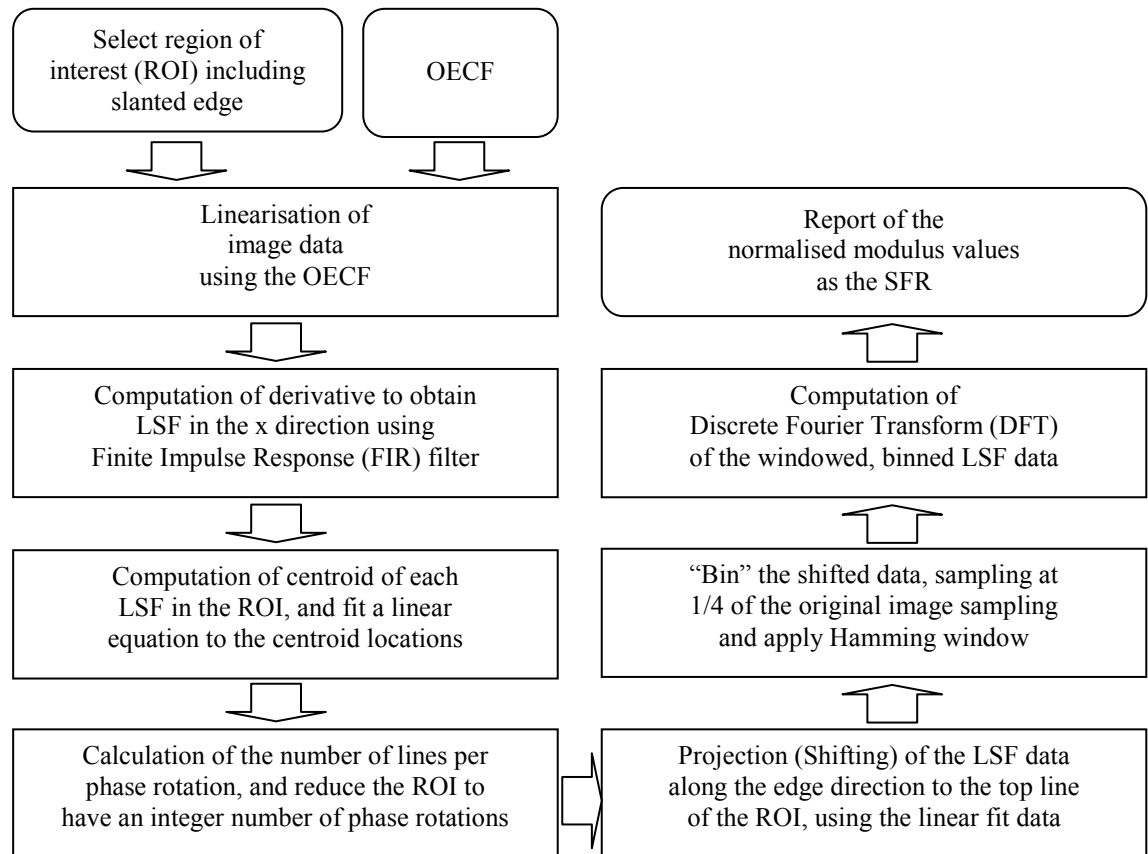 Select region of
interest (ROI) including
slanted edge
OECF
Linearisation of
image data
using the OECF
Computation of derivative to obtain
LSF in the x direction using
Finite Impulse Response (FIR) filter
Computation of centroid of each
LSF in the ROI, and fit a linear
equation to the centroid locations
Calculation of the number of lines per
phase rotation, and reduce the ROI to
have an integer number of phase rotations
Projection (Shifting) of the LSF data
along the edge direction to the top line
of the ROI, using the linear fit data
“Bin” the shifted data, sampling at
1/4 of the original image sampling
and apply Hamming window
Computation of
Discrete Fourier Transform (DFT)
of the windowed, binned LSF data
Report of the
normalised modulus values
as the SFR